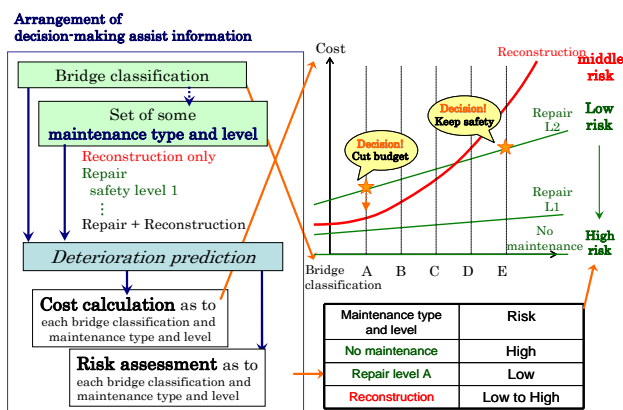 Arrangement of
decision-making assist information
Bridge classification
Set of some
maintenance type and level
Reconstruction only
Repair
safety level 1
⋮
Repair + Reconstruction
Deterioration prediction
Cost calculation as to
each bridge classification and
maintenance type and level
Risk assessment as to
each bridge classification and
maintenance type and level
Cost
Reconstruction
middle
risk
Decision!
Keep safety
Repair
L2
Low
risk
Decision!
Cut budget
Repair
L1
No
maintenance
High
risk
Bridge
classification
A B C D E
Maintenance type
and level
Risk
No maintenance High
Repair level A Low
Reconstruction Low to High